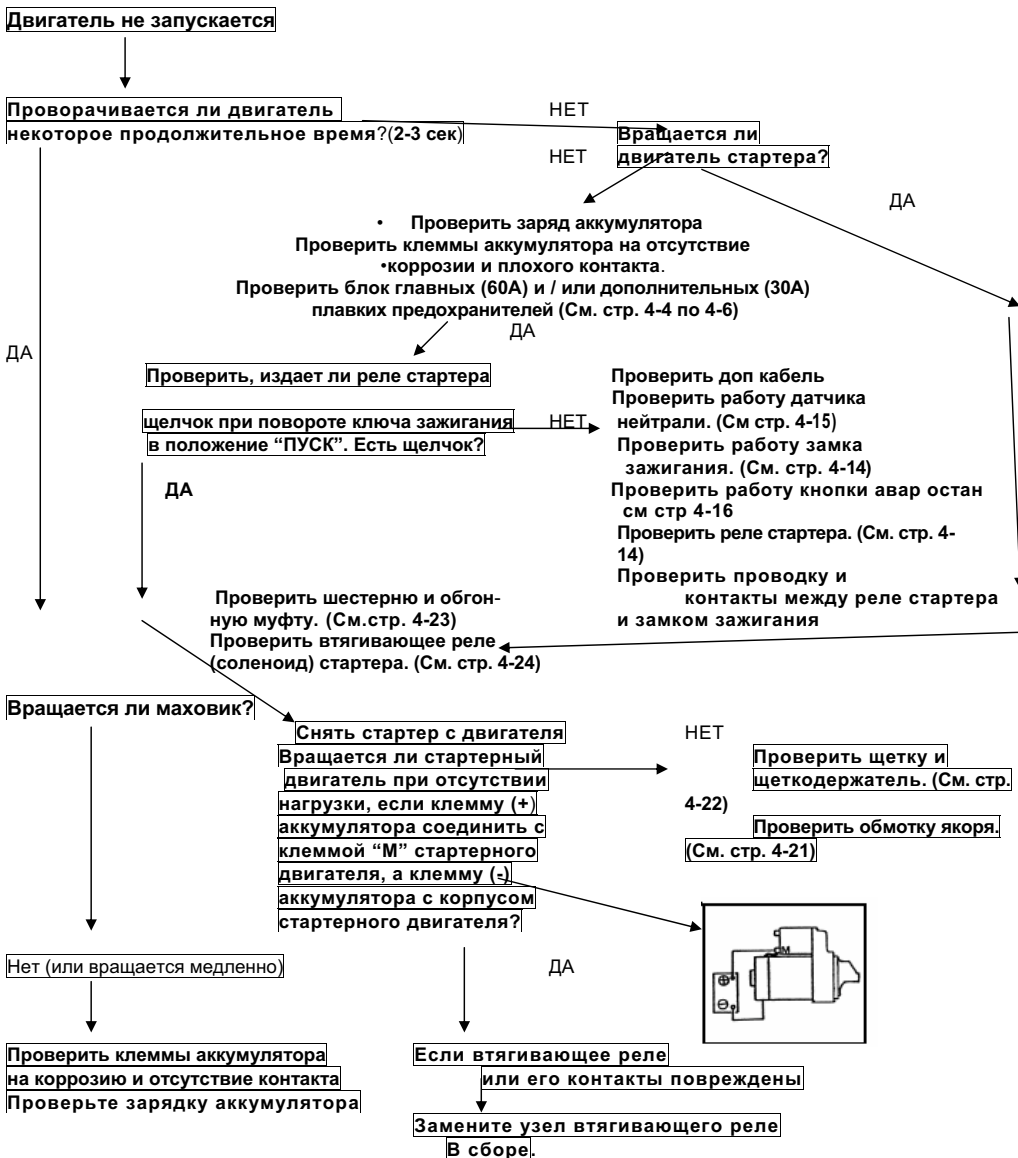 Двигатель не запускается
Проворачивается ли двигатель
некоторое продолжительное время?(2-3 сек)
НЕТ
Вращается ли
двигатель стартера?
НЕТ
ДА
• Проверить заряд аккумулятора
Проверить клеммы аккумулятора на отсутствие
•коррозии и плохого контакта.
Проверить блок главных (60А) и / или дополнительных (30А)
плавких предохранителей (См. стр. 4-4 по 4-6)
ДА
ДА
Проверить, издает ли реле стартера
щелчок при повороте ключа зажигания
в положение “ПУСК”. Есть щелчок?
НЕТ
Проверить доп кабель
Проверить работу датчика
нейтрали. (См стр. 4-15)
Проверить работу замка
зажигания. (См. стр. 4-14)
Проверить работу кнопки авар остан
см стр 4-16
Проверить реле стартера. (См. стр. 4-
14)
Проверить проводку и
контакты между реле стартера
и замком зажигания
ДА
Проверить шестерню и обгон-
ную муфту. (См.стр. 4-23)
Проверить втягивающее реле
(соленоид) стартера. (См. стр. 4-24)
Вращается ли маховик?
Снять стартер с двигателя
Вращается ли стартерный
двигатель при отсутствии
нагрузки, если клемму (+)
аккумулятора соединить с
клеммой “М” стартерного
двигателя, а клемму (-)
аккумулятора с корпусом
стартерного двигателя?
НЕТ
Проверить щетку и
щеткодержатель. (См. стр.
4-22)
Проверить обмотку якоря.
(См. стр. 4-21)
M
⊕
⊖
Нет (или вращается медленно)
ДА
Проверить клеммы аккумулятора
на коррозию и отсутствие контакта
Проверьте зарядку аккумулятора
Если втягивающее реле
или его контакты повреждены
Замените узел втягивающего реле
В сборе.